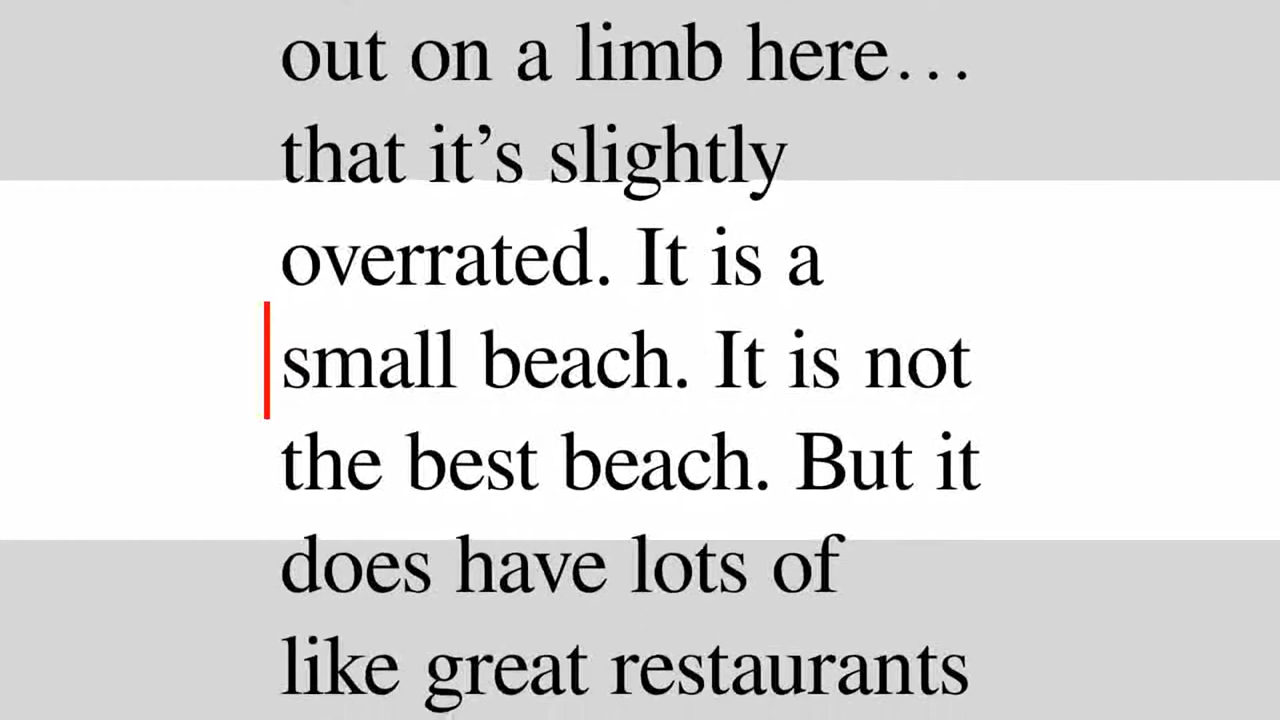 out on a limb here…
that it’s slightly
overrated. It is a
small beach. It is not
the best beach. But it
does have lots of
like great restaurants